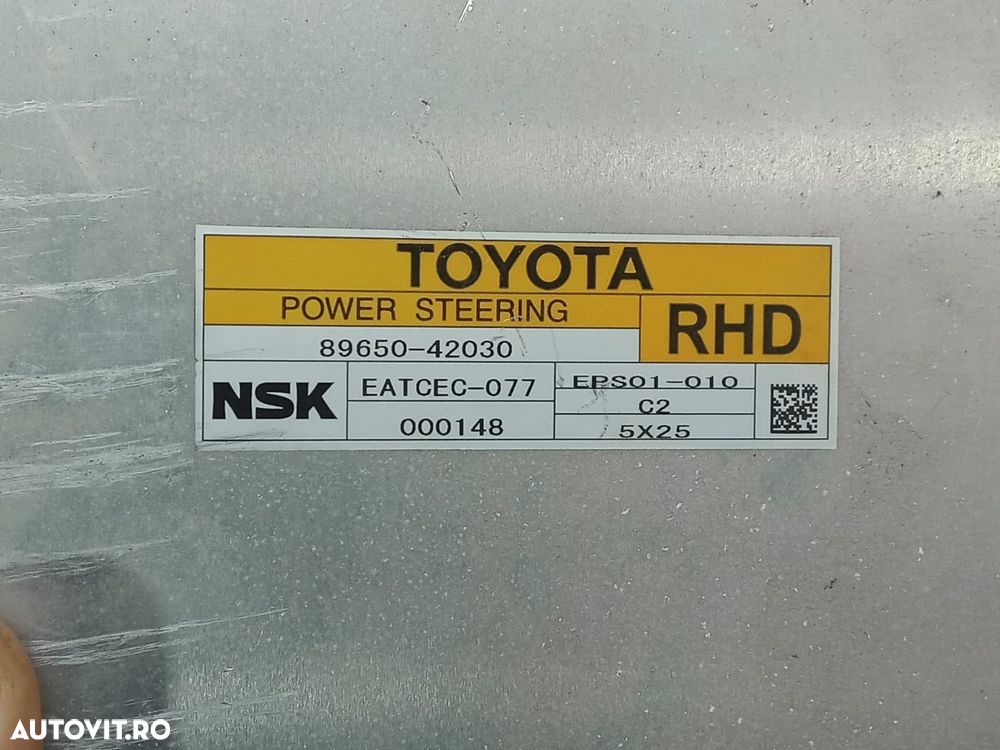 TOYOTA
POWER STEERING
RHD
89650-42030
NSK
EATCEC-077
000148
EPS01-010
C2
5X25
AUTOVIT.RO